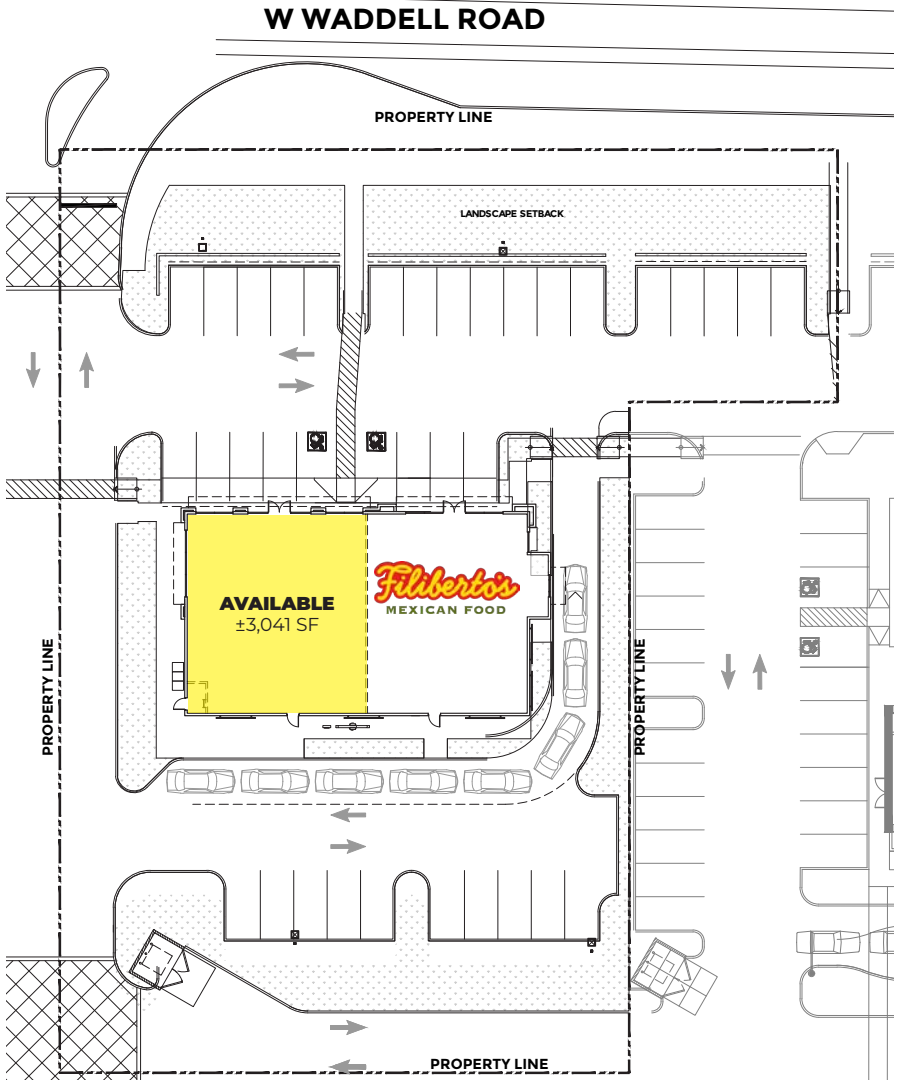 W WADDELL ROAD
PROPERTY LINE
LANDSCAPE SETBACK
AVAILABLE
±3,041 SF
Filiberto's
MEXICAN FOOD
PROPERTY LINE
PROPERTY LINE
PROPERTY LINE